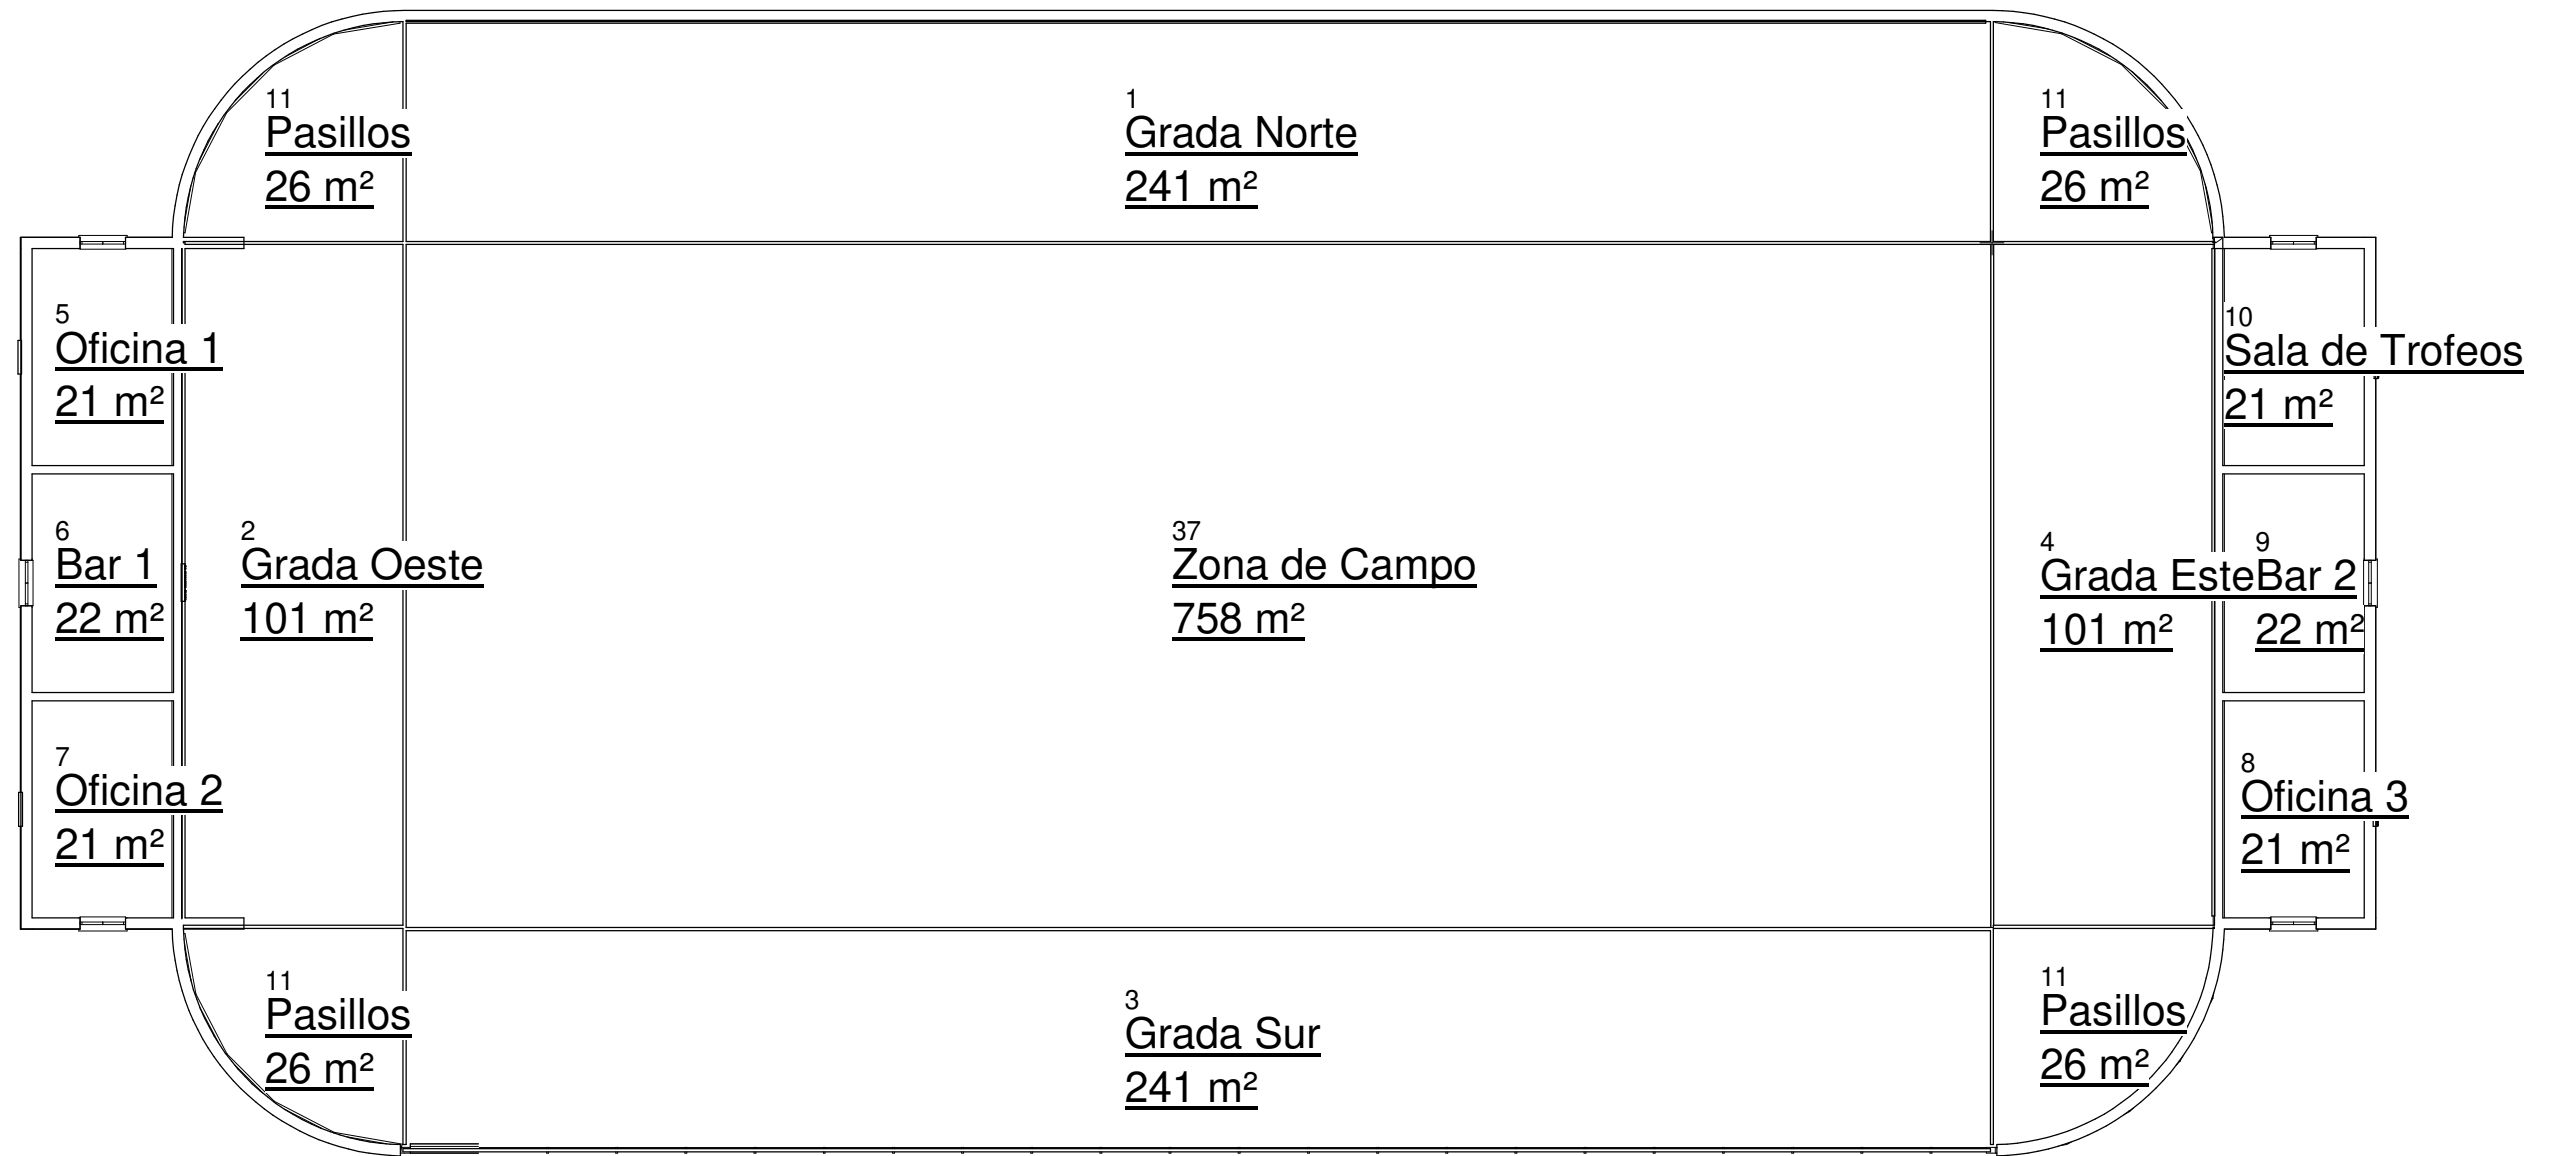 11
Pasillos
26 m²
1
Grada Norte
241 m²
11
Pasillos
26 m²
5
Oficina 1
21 m²
10
Sala de Trofeos
21 m²
6
Bar 1
22 m²
2
Grada Oeste
101 m²
37
Zona de Campo
758 m²
4
Grada Este
101 m²
9
Bar 2
22 m²
7
Oficina 2
21 m²
8
Oficina 3
21 m²
11
Pasillos
26 m²
3
Grada Sur
241 m²
11
Pasillos
26 m²